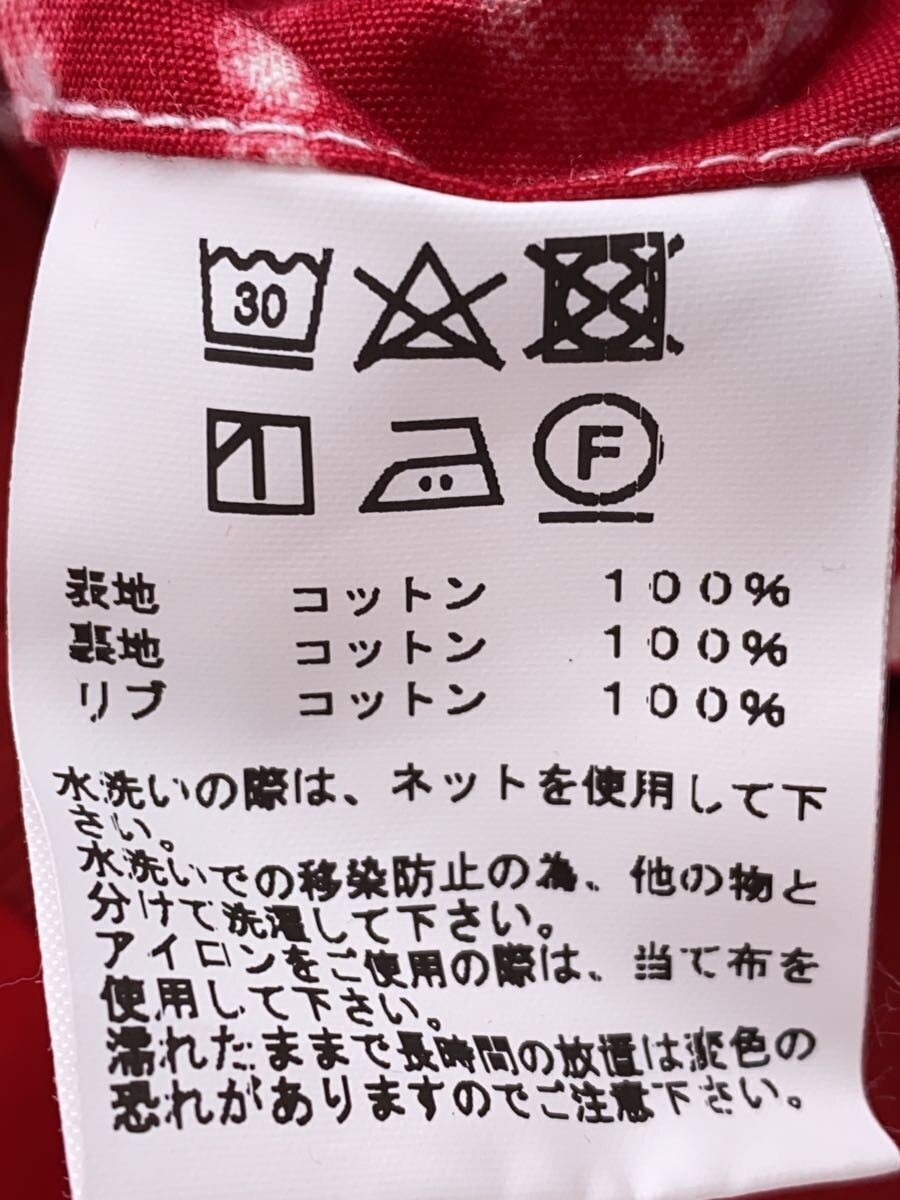 30
F
表地 コットン 100%
裏地 コットン 100%
リブ コットン 100%
水洗いの際は、ネットを使用して下
さい。
水洗いでの移染防止の為、他の物と
分けて洗濯して下さい。
アイロンをご使用の際は、当て布を
使用して下さい。
濡れたままで長時間の放置は変色の
恐れがありますのでご注意下さい。